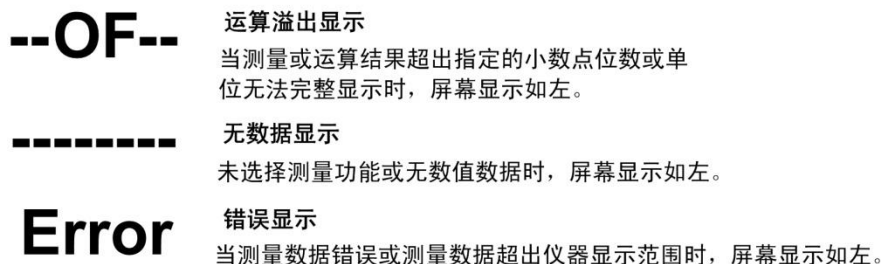 --OF--
运算溢出显示
当测量或运算结果超出指定的小数点位数或单
位无法完整显示时，屏幕显示如左。
--------
无数据显示
未选择测量功能或无数值数据时，屏幕显示如左。
Error
错误显示
当测量数据错误或测量数据超出仪器显示范围时，屏幕显示如左。